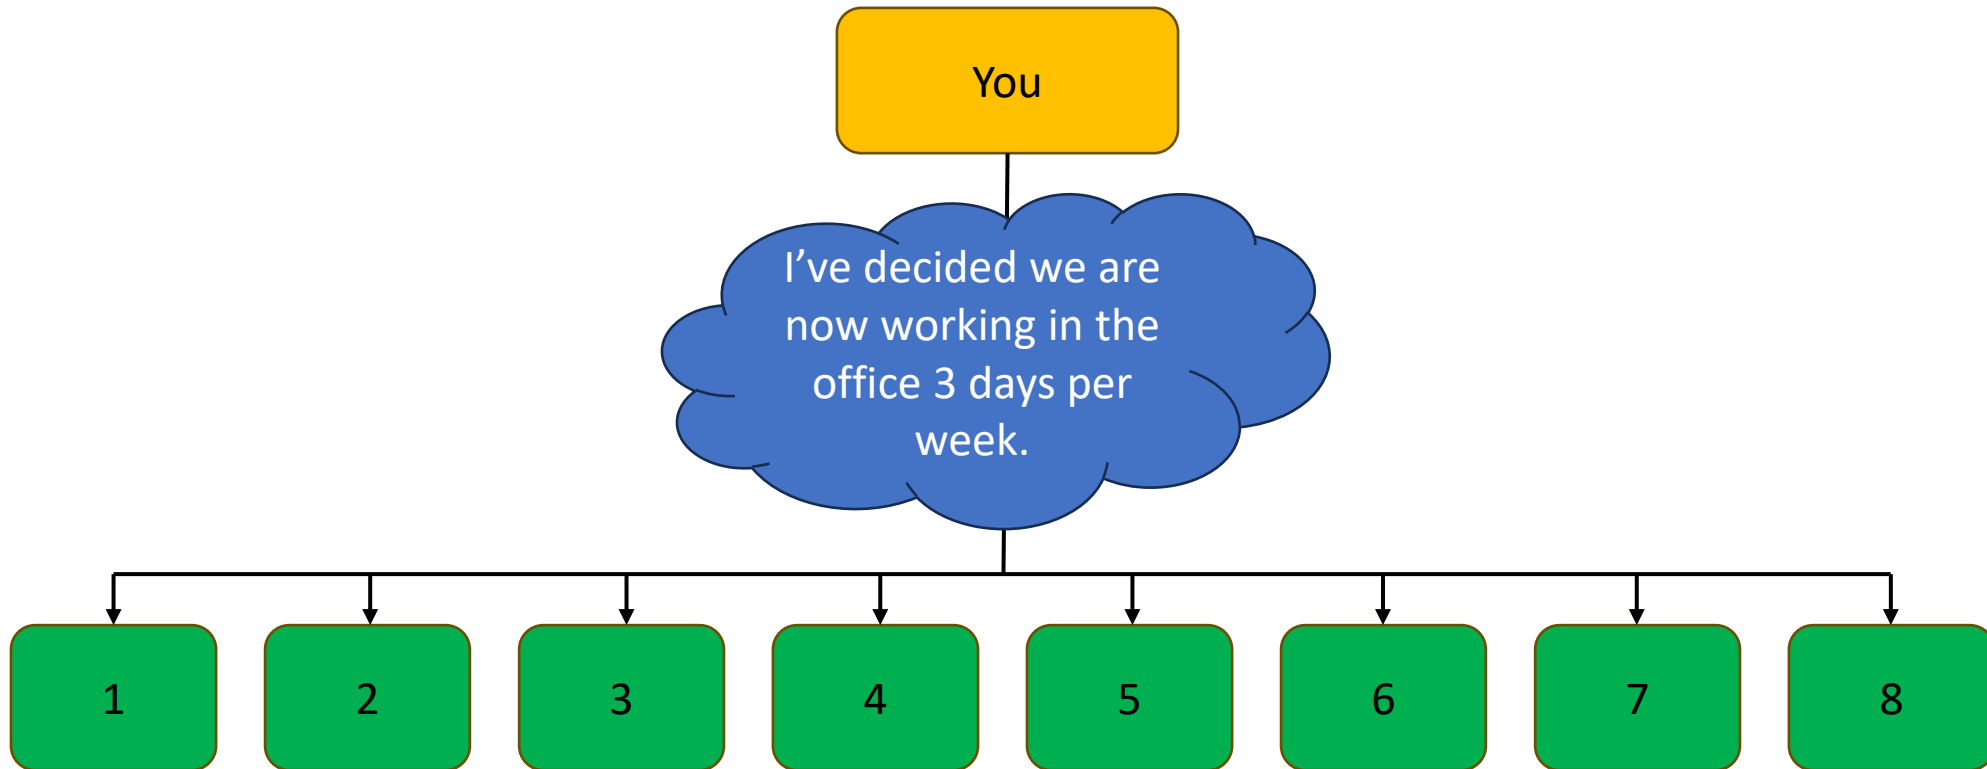 You
I’ve decided we are
now working in the
office 3 days per
week.
1 2 3 4 5 6 7 8